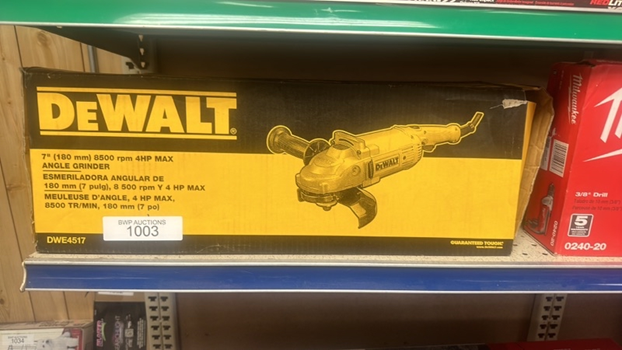 DEWALT
7" (180 mm) 8500 rpm 4HP MAX
ANGLE GRINDER
ESMERILADORA ANGULAR DE
180 mm (7 pulg), 8 500 rpm Y 4 HP MAX
MEULEUSE D'ANGLE, 4 HP MAX,
8500 TR/MIN, 180 mm (7 po)
BWP AUCTIONS
1003
DWE4517
DEWALT
GUARANTEED TOUGH.
Milwaukee
3/8" Drill
5
0240-20
1034